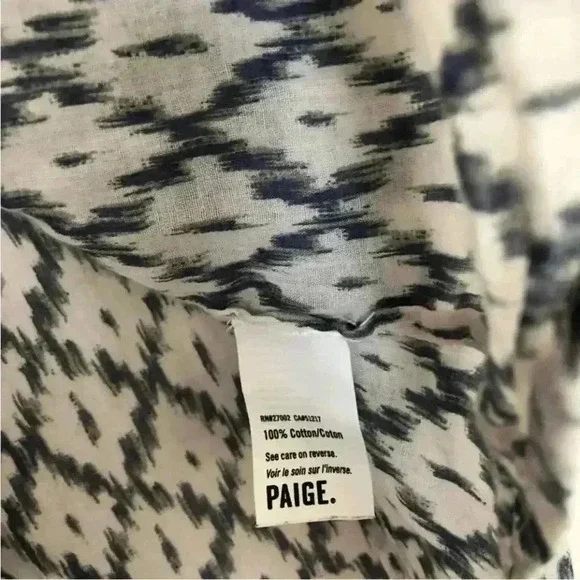 RN#27002 CA#51217
100% Cotton/Coton
See care on reverse.
Voir le soin sur l'inverse.
PAIGE.